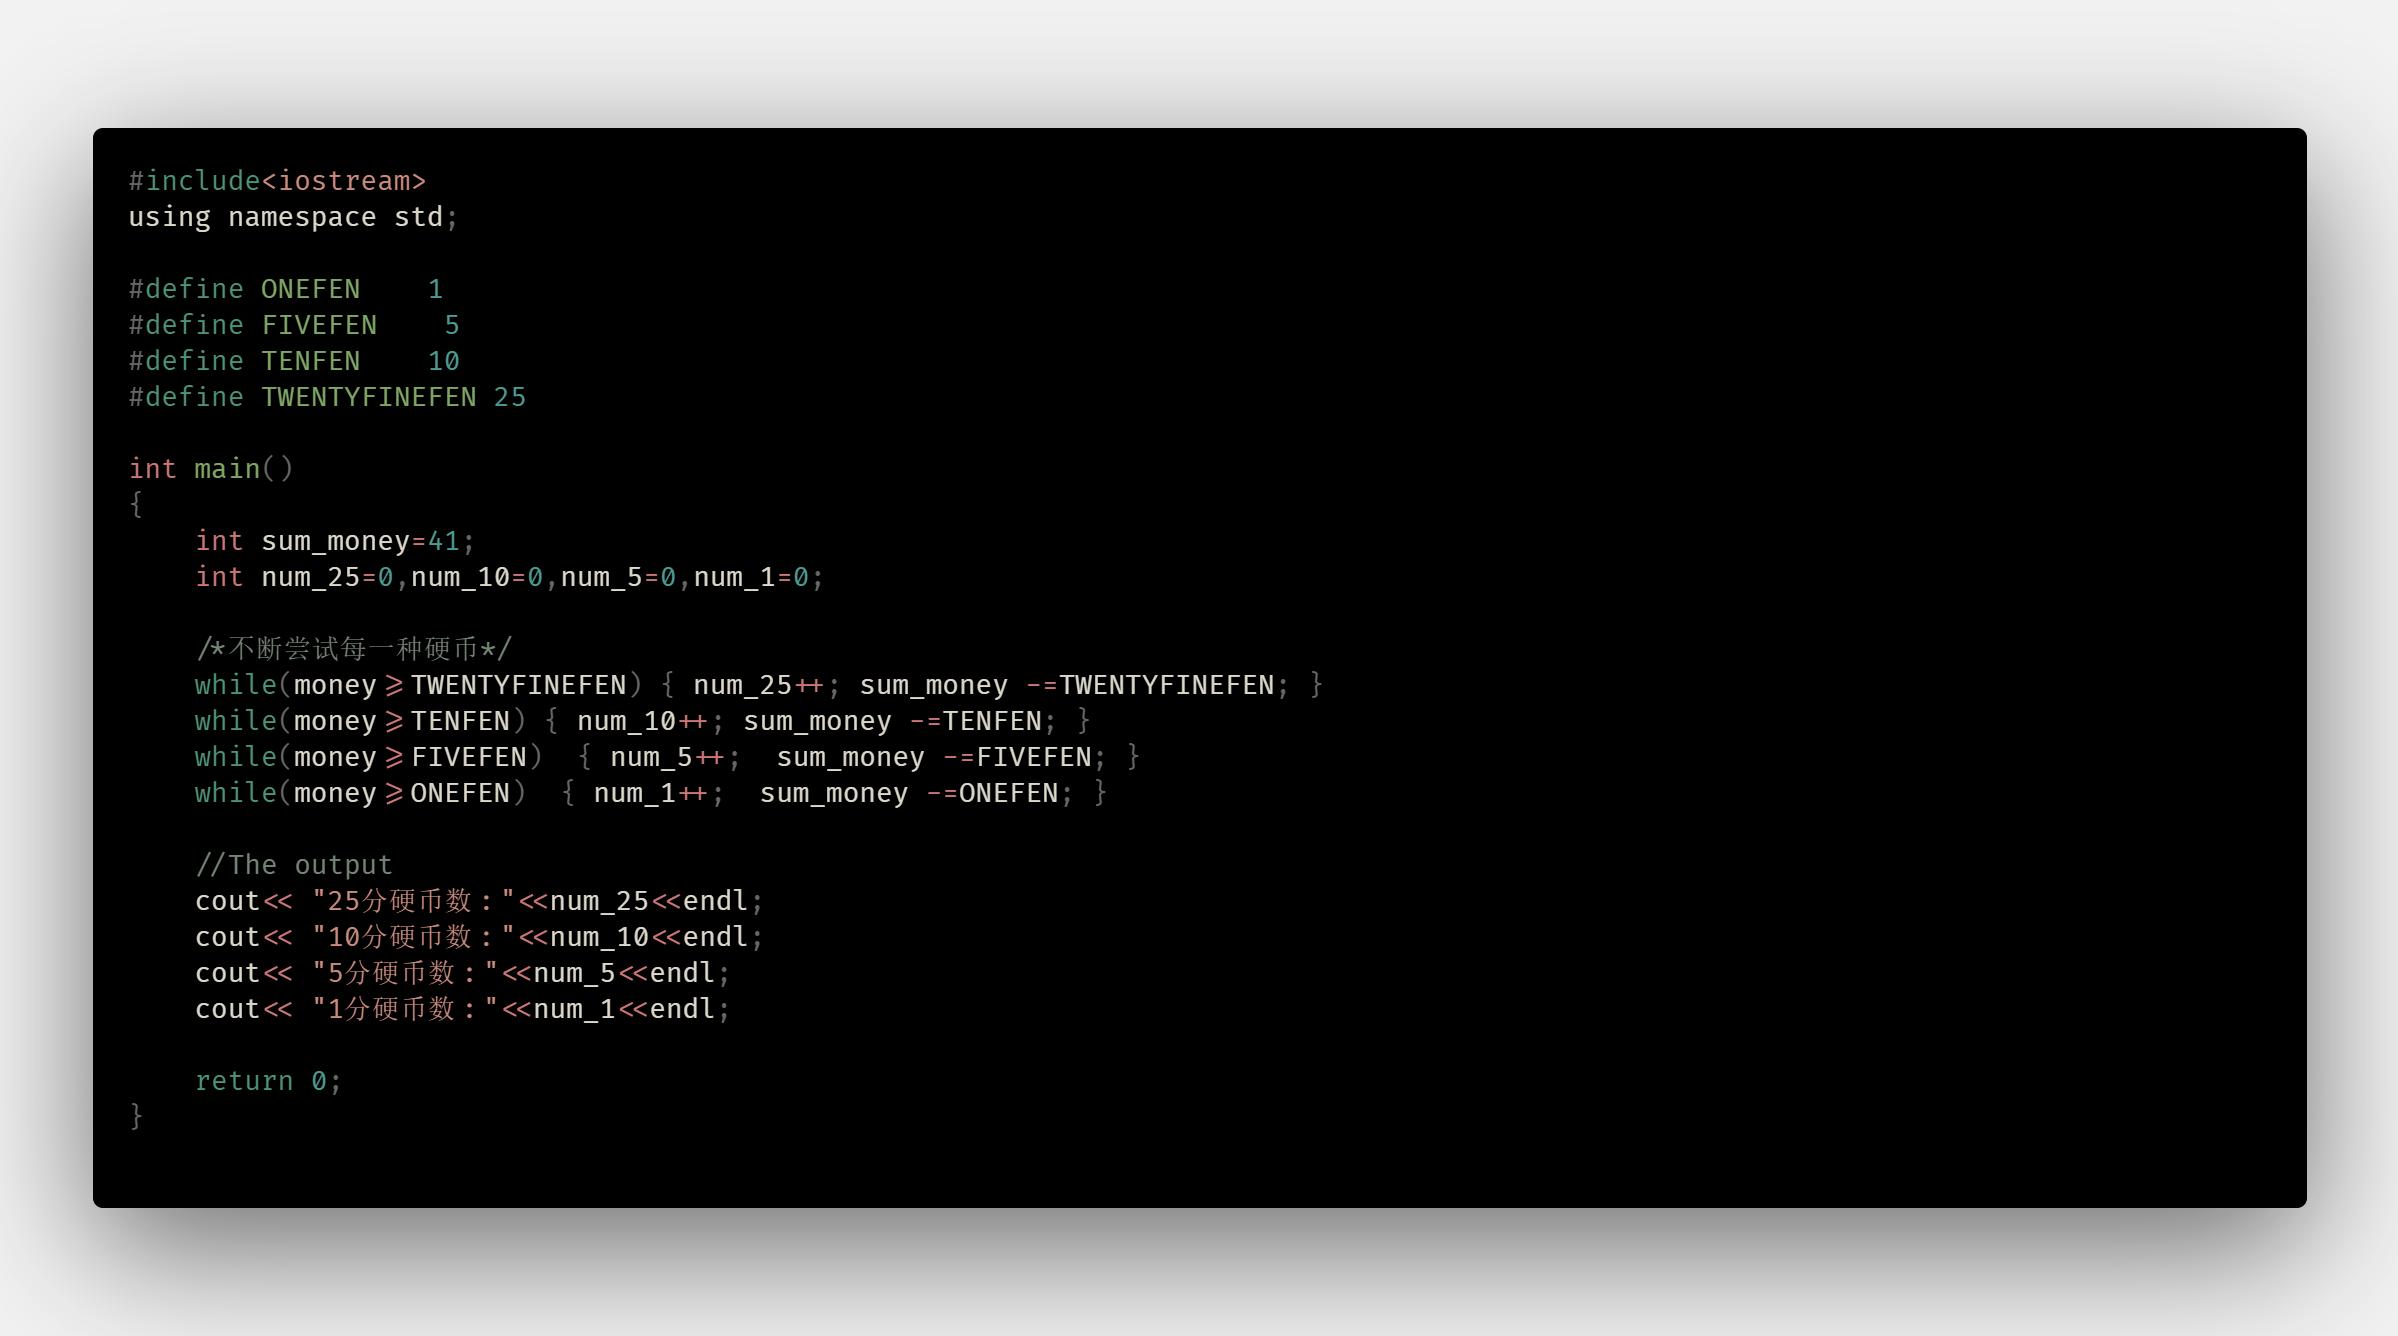 #include<iostream>
using namespace std;
#define ONEFEN    1
#define FIVEFEN    5
#define TENFEN    10
#define TWENTYFINEFEN 25
int main()
{
    int sum_money=41;
    int num_25=0,num_10=0,num_5=0,num_1=0;
    /*不断尝试每一种硬币*/
    while(money>=TWENTYFINEFEN) { num_25++; sum_money -=TWENTYFINEFEN; }
    while(money>=TENFEN) { num_10++; sum_money -=TENFEN; }
    while(money>=FIVEFEN)  { num_5++;  sum_money -=FIVEFEN; }
    while(money>=ONEFEN)  { num_1++;  sum_money -=ONEFEN; }
    //The output
    cout<< "25分硬币数："<<num_25<<endl;
    cout<< "10分硬币数："<<num_10<<endl;
    cout<< "5分硬币数："<<num_5<<endl;
    cout<< "1分硬币数："<<num_1<<endl;
    return 0;
}